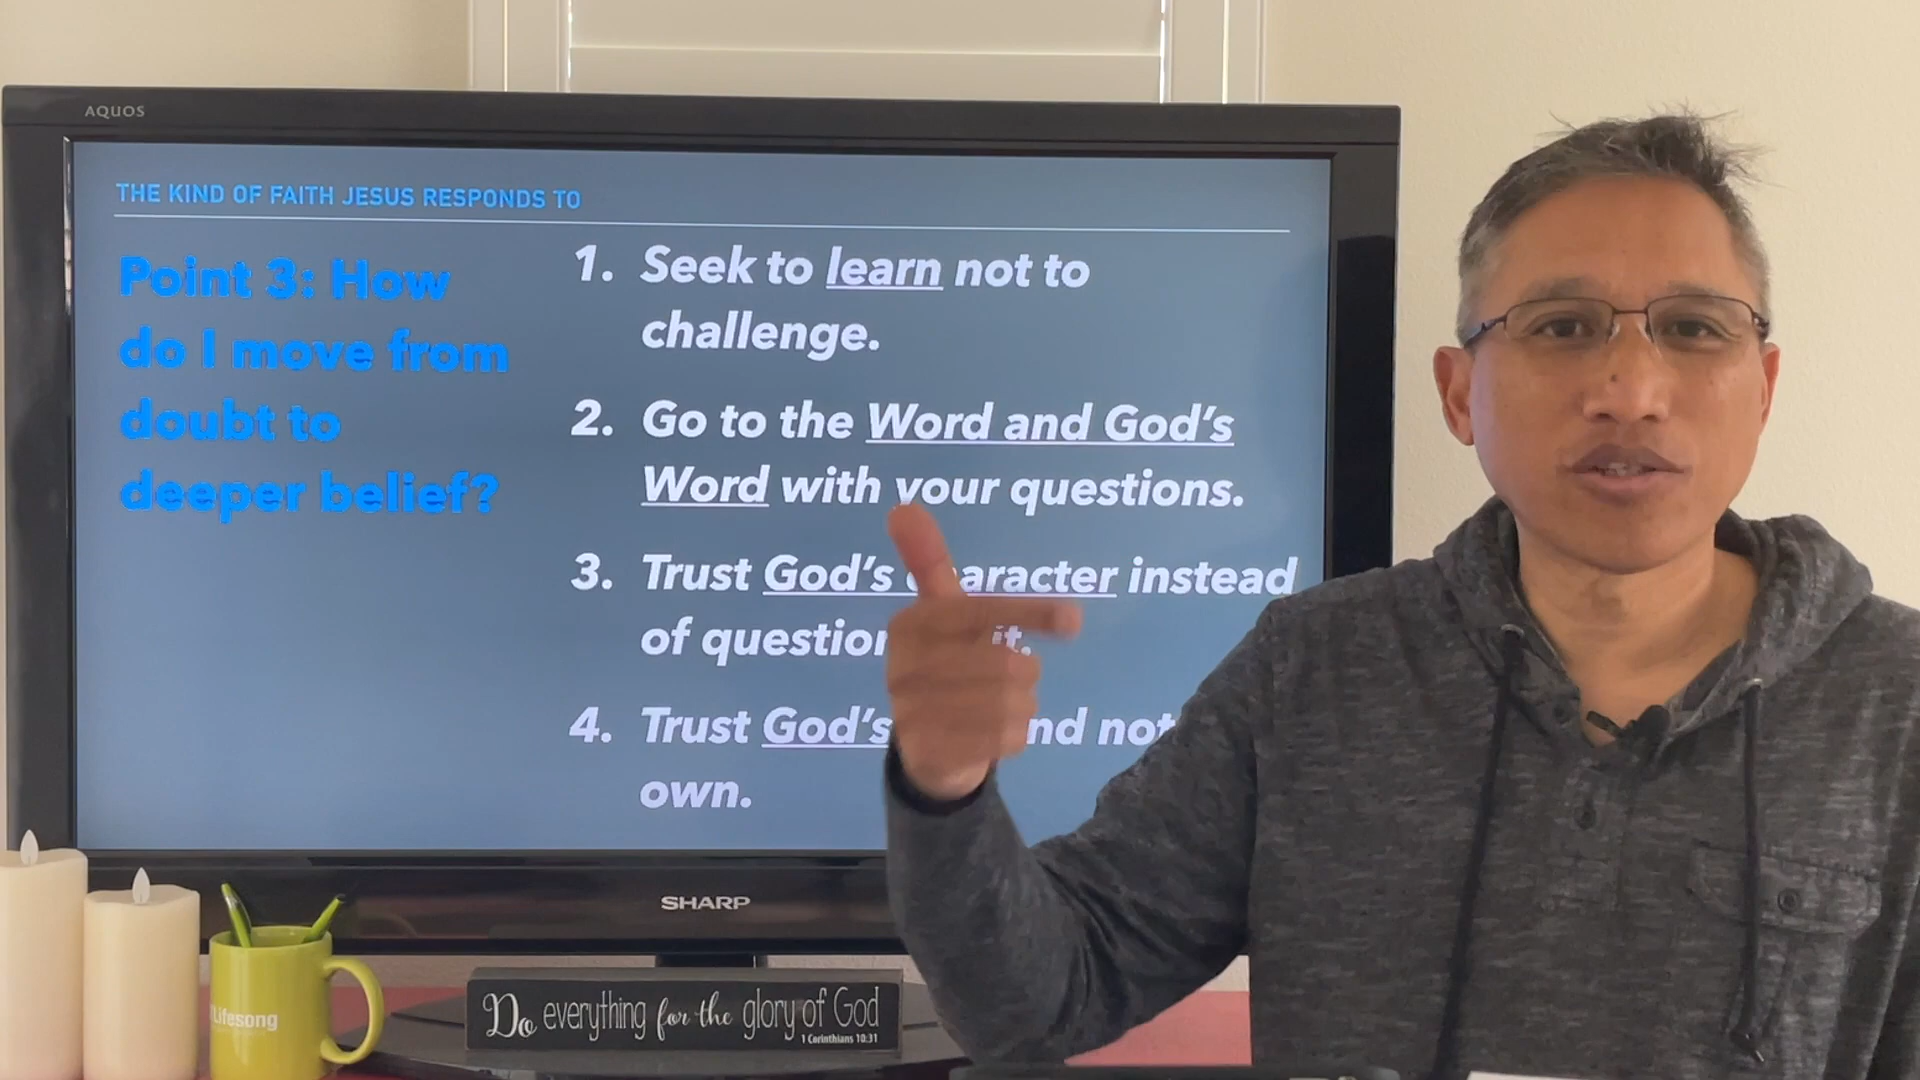 AQUOS
THE KIND OF FAITH JESUS RESPONDS TO
Point 3: How
do I move from
doubt to
deeper belief?
1. Seek to learn not to
challenge.
2. Go to the Word and God's
Word with your questions.
3. Trust God's character instead
of it.
4. Trust God's not
own.
SHARP
Lifesong
Do everything for the glory of God
1 Corinthians 10:31